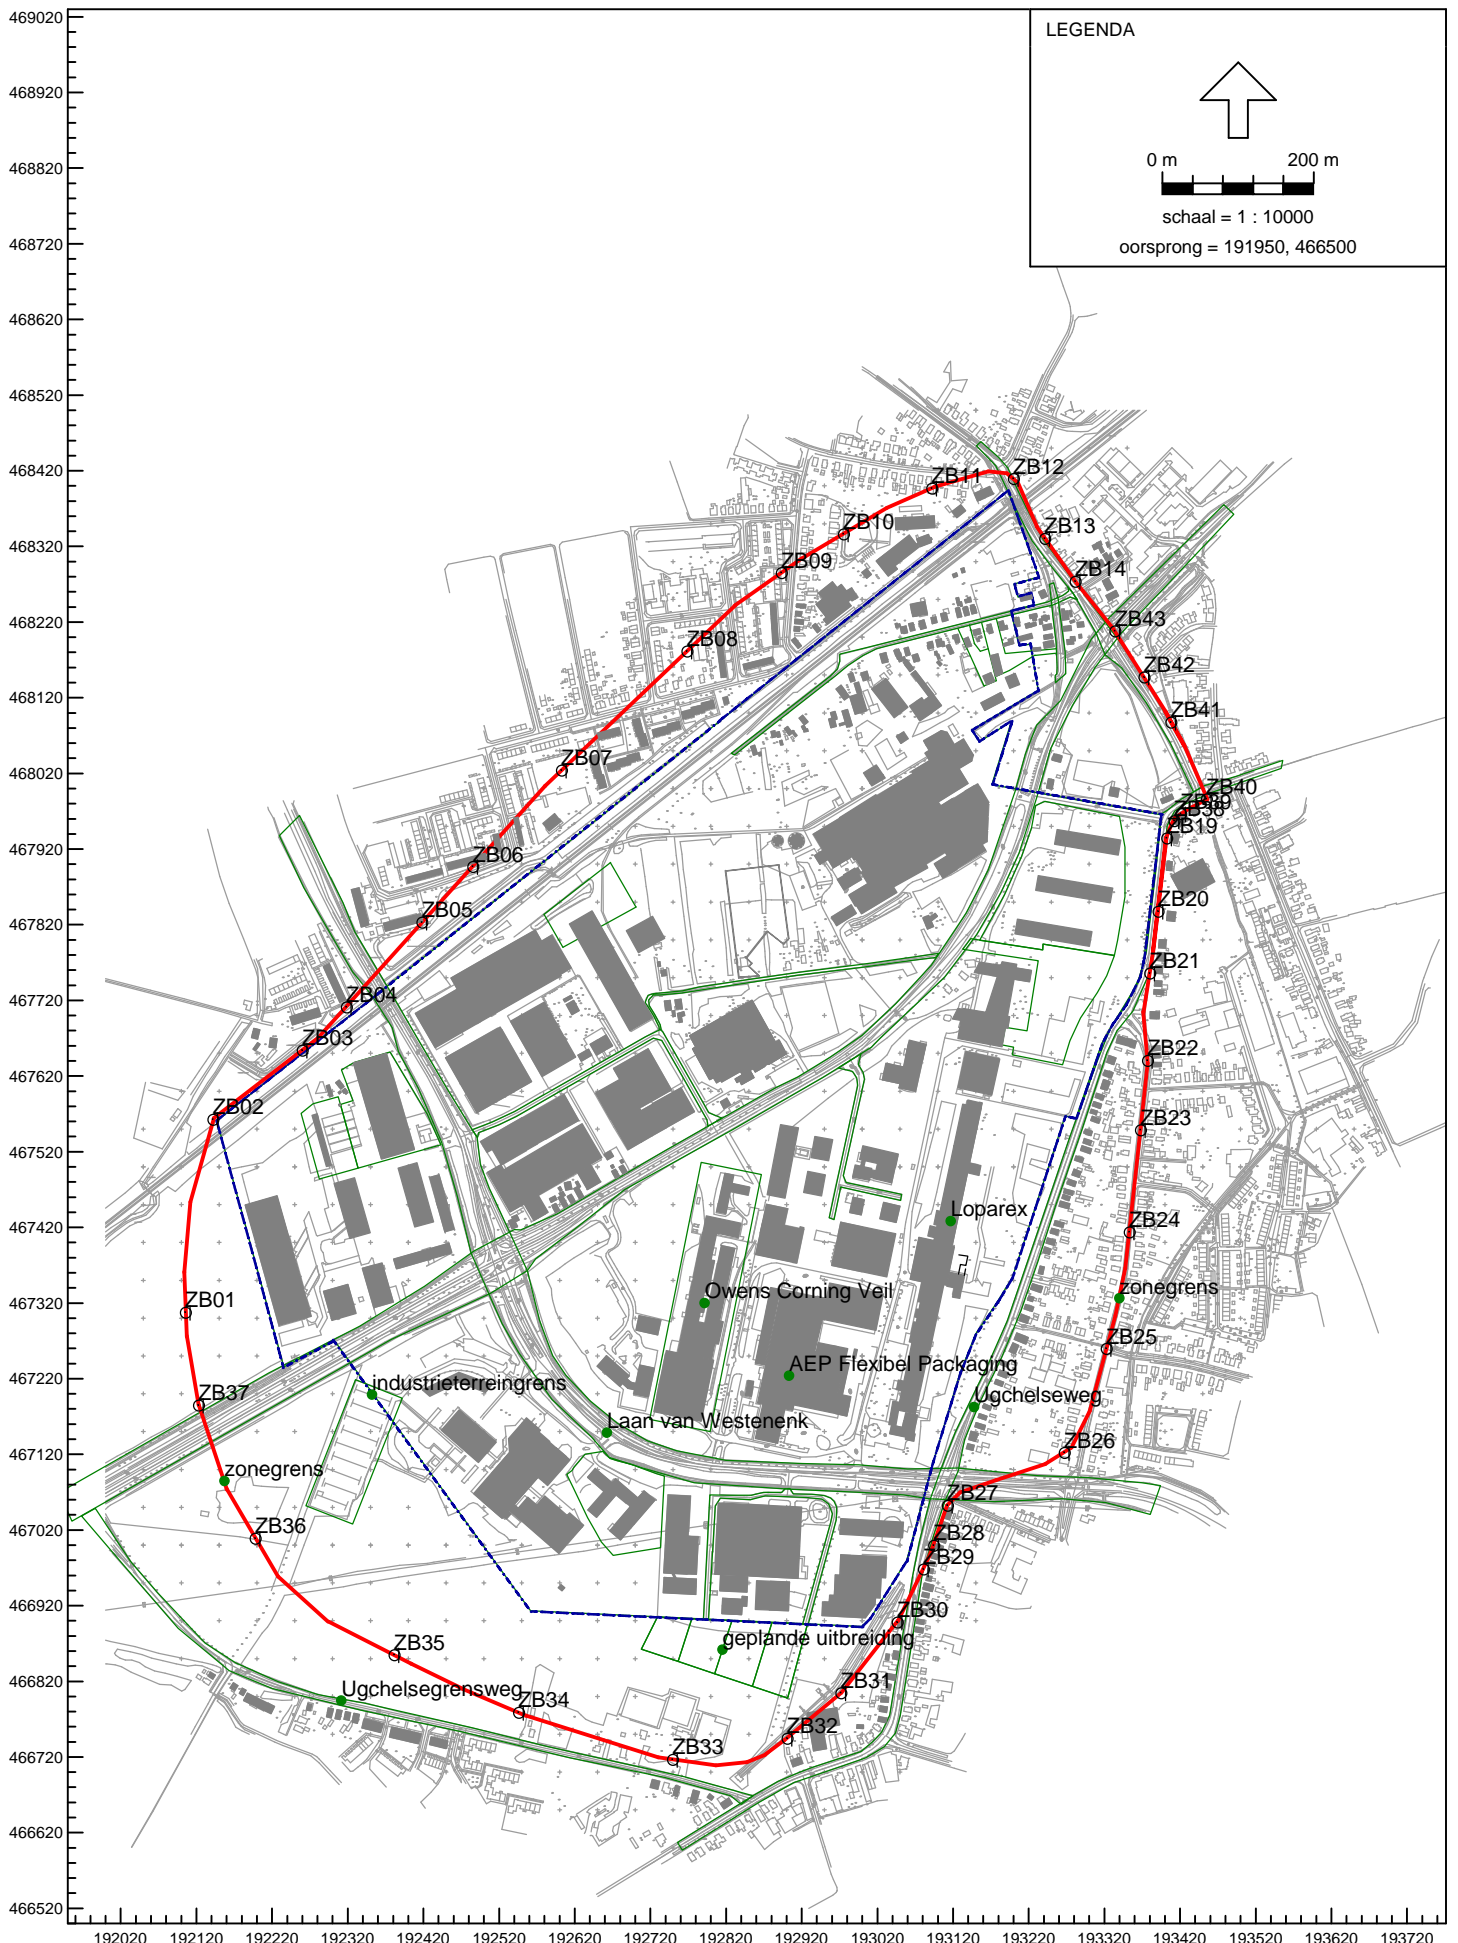 LEGENDA
0 m 200 m
schaal = 1 : 10000
oorsprong = 191950, 466500
469020
468920
468820
468720
468620
468520
468420
468320
468220
468120
468020
467920
467820
467720
467620
467520
467420
467320
467220
467120
467020
466920
466820
466720
466620
466520
ZB12
ZB11
ZB10
ZB13
ZB09
ZB14
ZB43
ZB08
ZB42
ZB41
ZB07
ZB40
ZB39
ZB38
ZB19
ZB06
ZB20
ZB05
ZB21
ZB04
ZB03
ZB22
ZB02
ZB23
Loparex
ZB24
Owens Corning Veil
zonegrens
ZB01
ZB25
AEP Flexibel Packaging
industrieterreingrens
Ugchelseweg
ZB37
Laan van Westenenk
ZB26
zonegrens
ZB27
ZB36
ZB28
ZB29
ZB30
geplande uitbreiding
ZB35
Ugchelsegrensweg
ZB31
ZB34
ZB32
ZB33
192020 192120 192220 192320 192420 192520 192620 192720 192820 192920 193020 193120 193220 193320 193420 193520 193620 193720